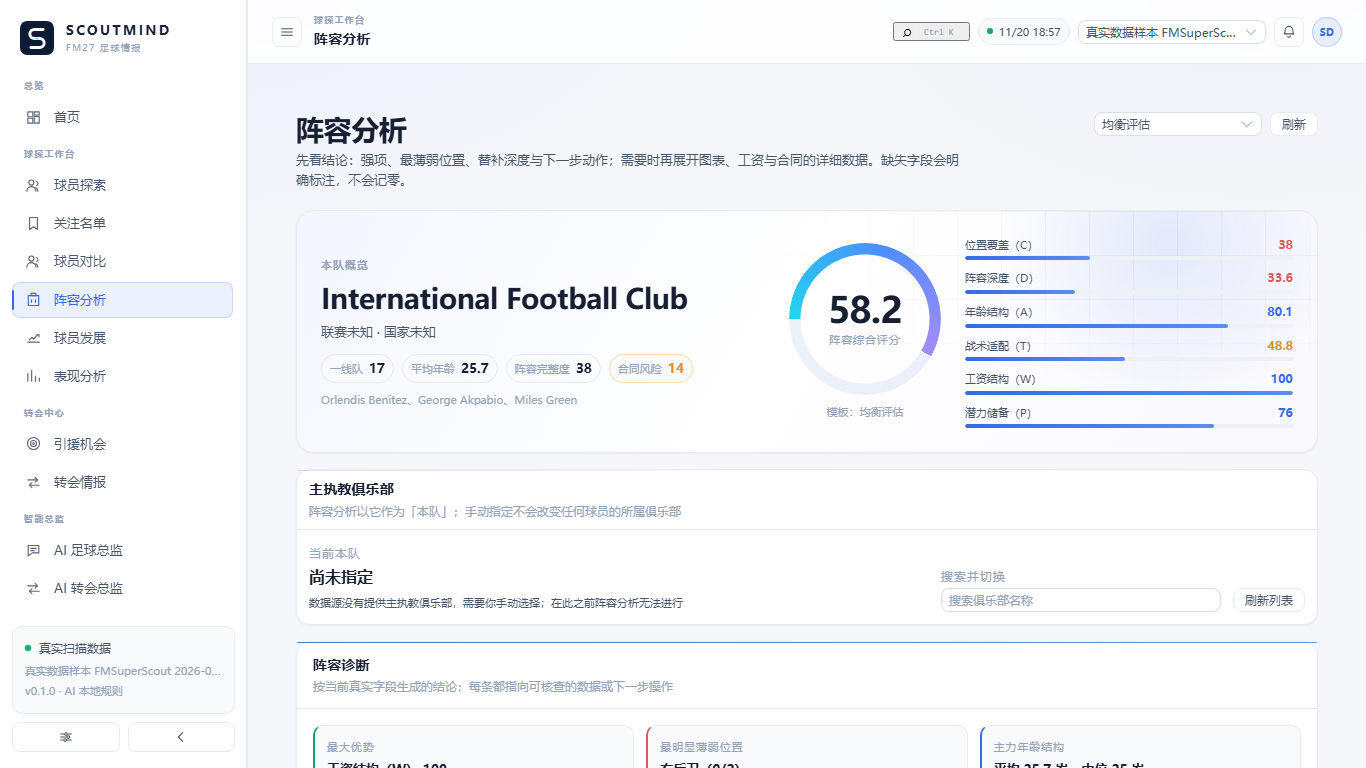 SCOUTMIND
FM27 足球情报
总览
首页
球探工作台
球员探索
关注名单
球员对比
阵容分析
球员发展
表现分析
转会中心
引援机会
转会情报
智能总监
AI 足球总监
AI 转会总监
真实扫描数据
真实数据样本 FMSuperScout 2026-0...
v0.1.0 · AI 本地规则
球探工作台
阵容分析
Ctrl K
11/20 18:57
真实数据样本 FMSuperSc...
SD
阵容分析
先看结论：强项、最薄弱位置、替补深度与下一步动作；需要时再展开图表、工资与合同的详细数据。缺失字段会明
确标注，不会记零。
均衡评估
刷新
本队概览
International Football Club
联赛未知 · 国家未知
一线队 17
平均年龄 25.7
阵容完整度 38
合同风险 14
Orlendis Benitez、George Akpabio、Miles Green
58.2
阵容综合评分
模板：均衡评估
位置覆盖（C） 38
阵容深度（D） 33.6
年龄结构（A） 80.1
战术适配（T） 48.8
工资结构（W） 100
潜力储备（P） 76
主执教俱乐部
阵容分析以它作为「本队」；手动指定不会改变任何球员的所属俱乐部
当前本队
尚未指定
数据源没有提供主执教俱乐部，需要你手动选择；在此之前阵容分析无法进行
搜索并切换
搜索俱乐部名称
刷新列表
阵容诊断
按当前真实字段生成的结论；每条都指向可核查的数据或下一步操作
最大优势
工资结构（W） 100
最明显薄弱位置
右后卫（0/2）
主力年龄结构
平均 25.7 岁 · 中位 25 岁